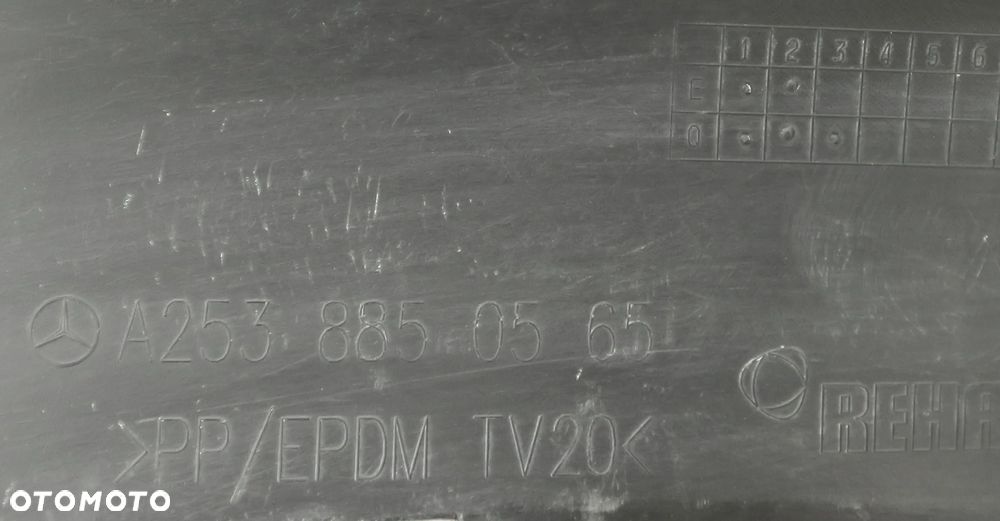 1 2 3 4 5 6
E
Q
A253 885 05 65
REHA
>PP/EPDM TV20<
OTOMOTO